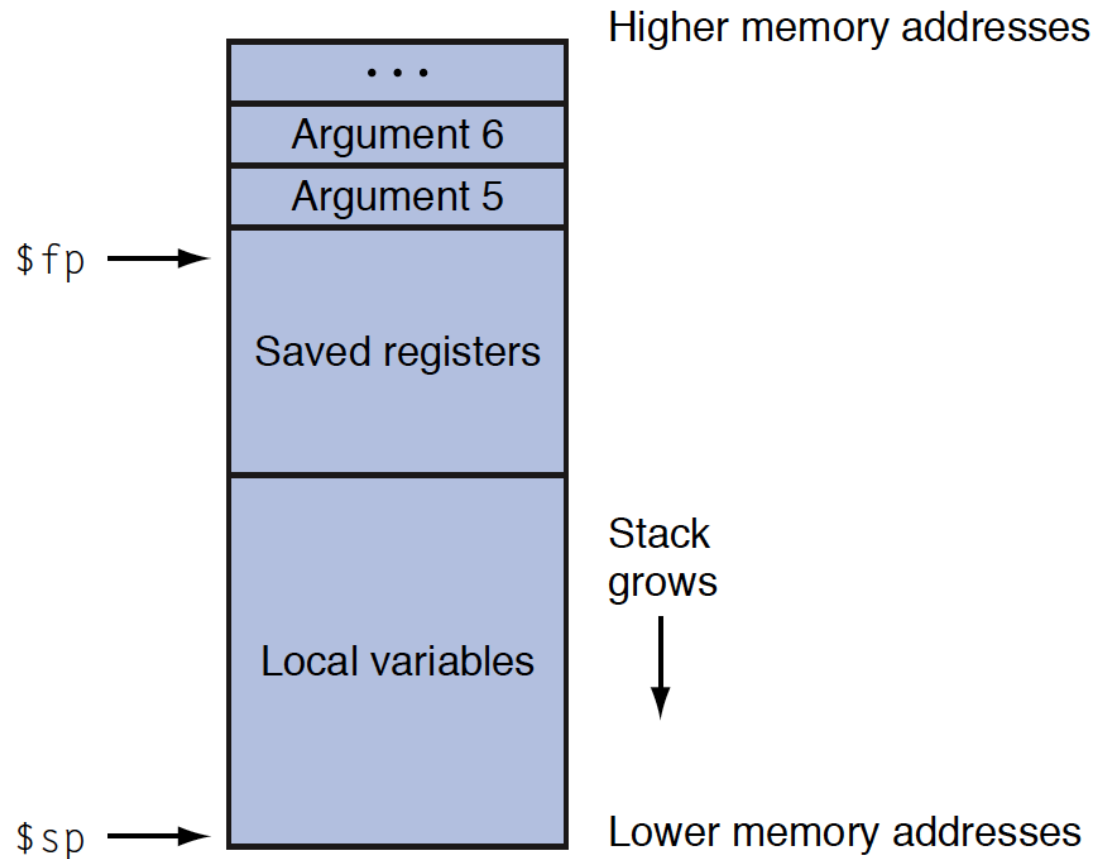 Higher memory addresses
. . .
Argument 6
Argument 5
$fp
Saved registers
Stack
grows
Local variables
$sp
Lower memory addresses